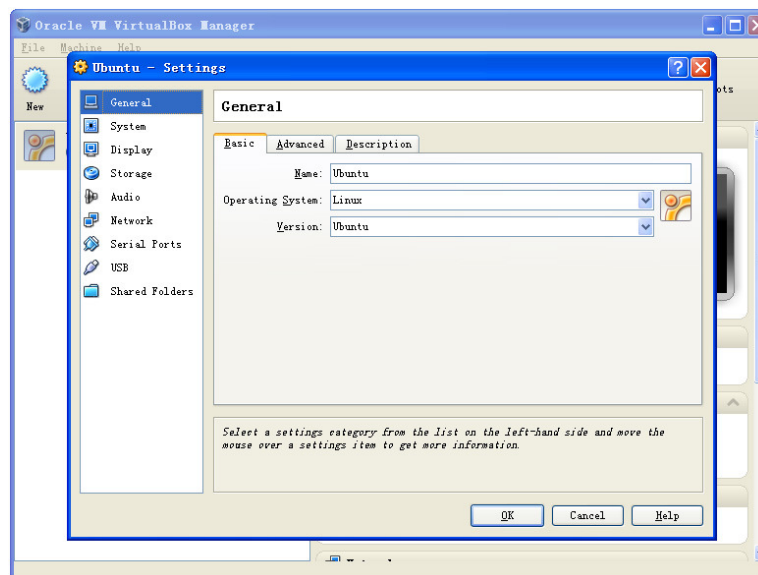 Oracle VM VirtualBox Manager
File Machine Help
Ubuntu - Settings
New
ots
General
System
Display
Storage
Audio
Network
Serial Ports
USB
Shared Folders
General
Basic Advanced Description
Name: Ubuntu
Operating System: Linux
Version: Ubuntu
Select a settings category from the list on the left-hand side and move the
mouse over a settings item to get more information.
OK Cancel Help